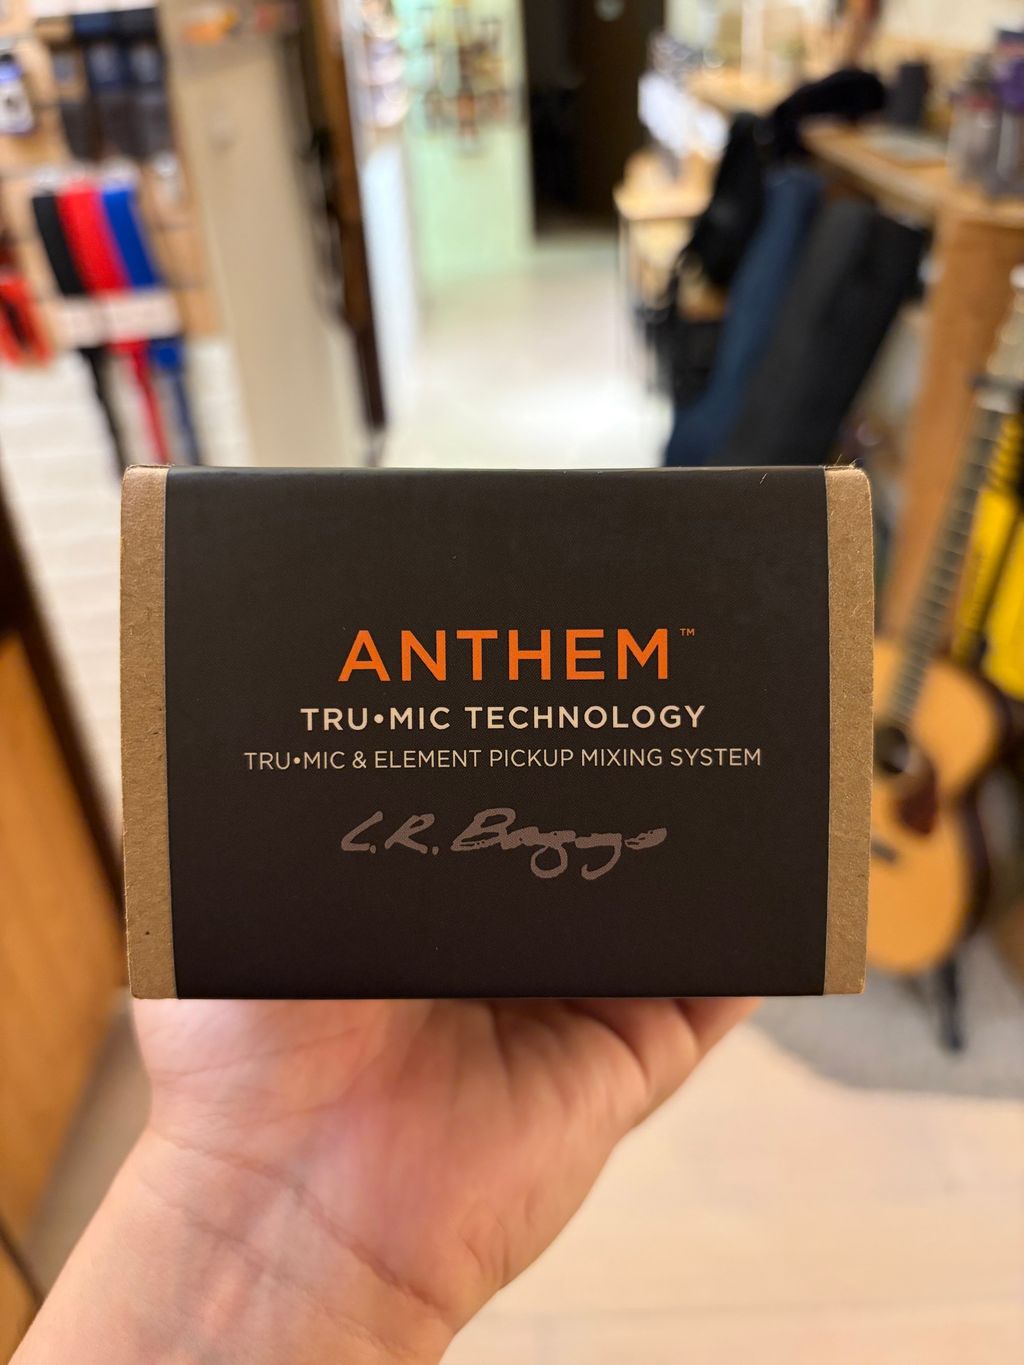 ANTHEM™
TRU•MIC TECHNOLOGY
TRU•MIC & ELEMENT PICKUP MIXING SYSTEM
L.R. Baggs